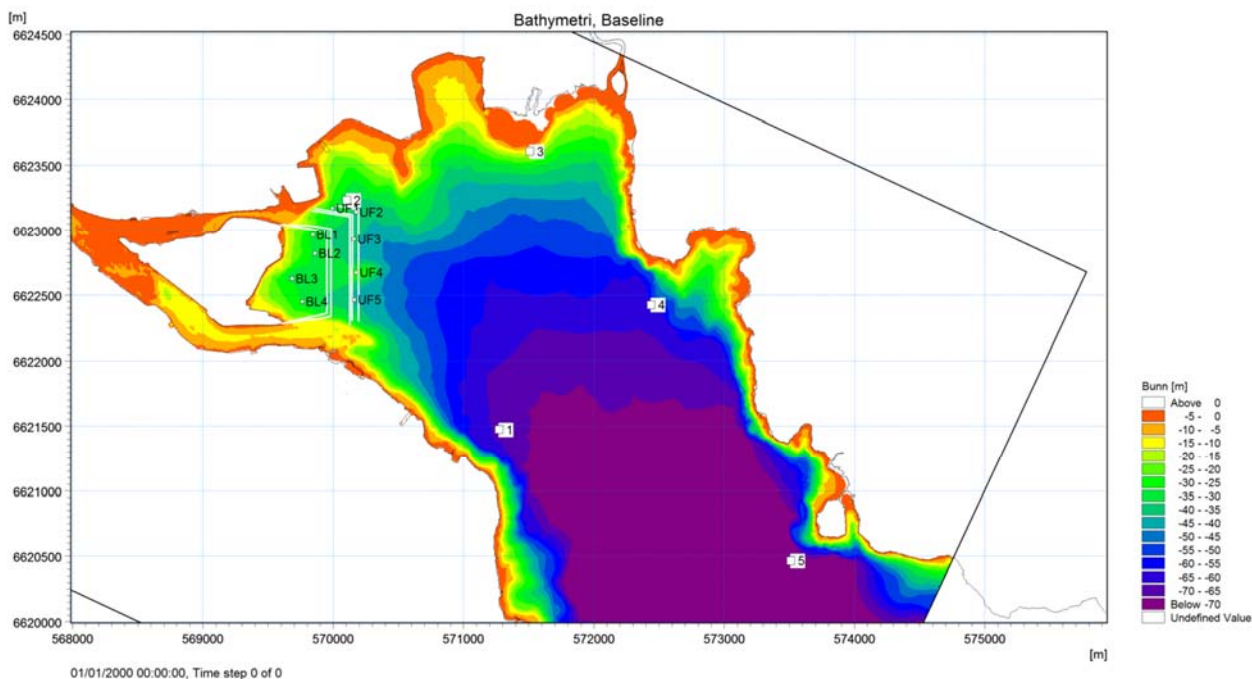 Bathymetri, Baseline
[m]
6624500
6624000
6623500
6623000
6622500
6622000
6621500
6621000
6620500
6620000
568000 569000 570000 571000 572000 573000 574000 575000
[m]
3
2
UF1 UF2
BL1 UF3
BL2
BL3 UF4
BL4 UF5
4
1
5
Bunn [m]
Above 0
-5 - 0
-10 - -5
-15 - -10
-20 - -15
-25 - -20
-30 - -25
-35 - -30
-40 - -35
-45 - -40
-50 - -45
-55 - -50
-60 - -55
-65 - -60
-70 - -65
Below -70
Undefined Value
01/01/2000 00:00:00, Time step 0 of 0